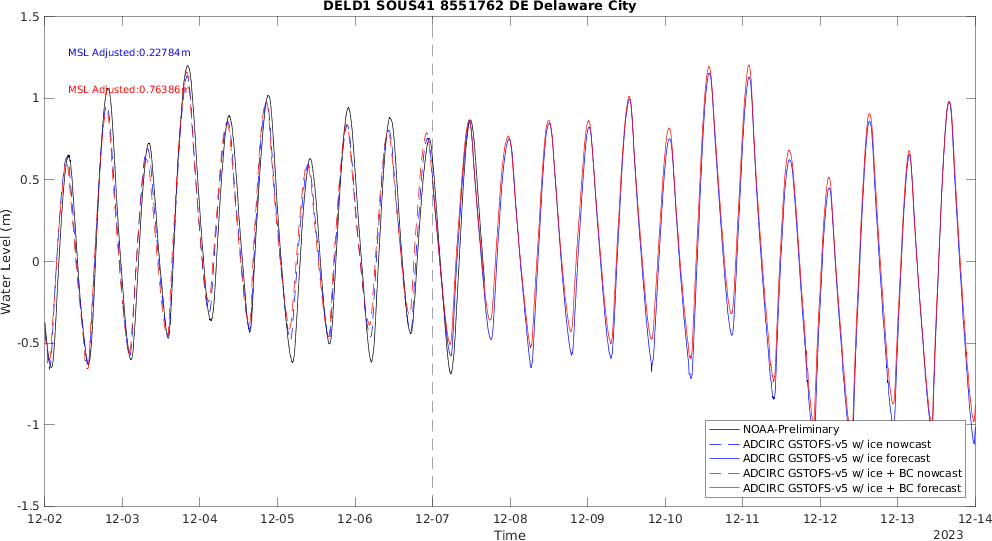 DELD1 SOUS41 8551762 DE Delaware City
MSL Adjusted:0.22784m
MSL Adjusted:0.76386m
Water Level (m)
1.5
1
0.5
0
-0.5
-1
-1.5
NOAA-Preliminary
ADCIRC GSTOFS-v5 w/ ice nowcast
ADCIRC GSTOFS-v5 w/ ice forecast
ADCIRC GSTOFS-v5 w/ ice + BC nowcast
ADCIRC GSTOFS-v5 w/ ice + BC forecast
12-02 12-03 12-04 12-05 12-06 12-07 12-08 12-09 12-10 12-11 12-12 12-13 12-14
Time
2023